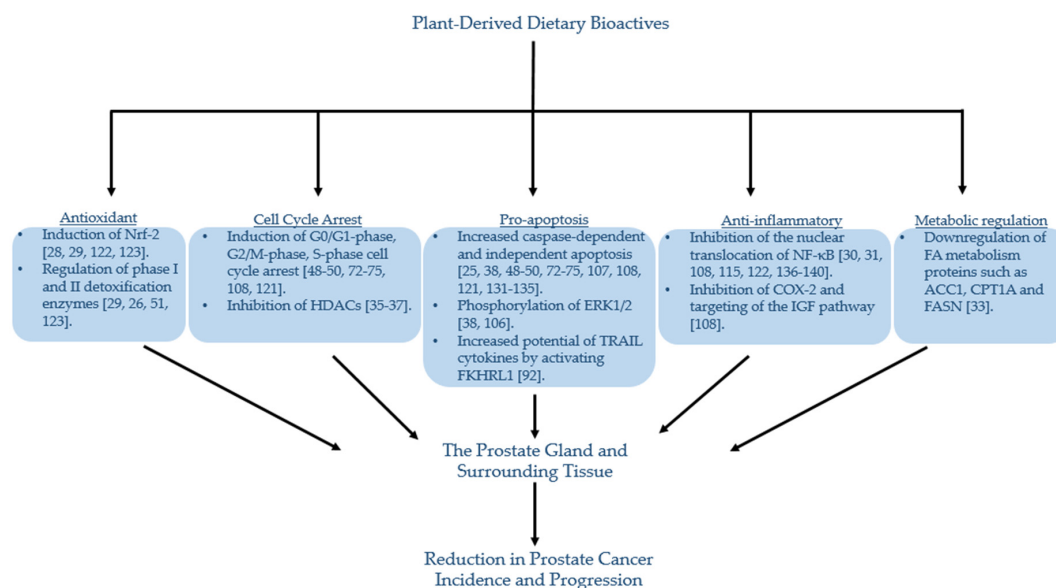 Plant-Derived Dietary Bioactives
Antioxidant
• Induction of Nrf-2
[28, 29, 122, 123].
• Regulation of phase I
and II detoxification
enzymes [29, 26, 51,
123].
Cell Cycle Arrest
• Induction of G0/G1-phase,
G2/M-phase, S-phase cell
cycle arrest [48-50, 72-75,
108, 121].
• Inhibition of HDACs [35-37].
Pro-apoptosis
• Increased caspase-dependent
and independent apoptosis
[25, 38, 48-50, 72-75, 107, 108,
121, 131-135].
• Phosphorylation of ERK1/2
[38, 106].
• Increased potential of TRAIL
cytokines by activating
FKHRL1 [92].
Anti-inflammatory
• Inhibition of the nuclear
translocation of NF-κB [30, 31,
108, 115, 122, 136-140].
• Inhibition of COX-2 and
targeting of the IGF pathway
[108].
Metabolic regulation
• Downregulation of
FA metabolism
proteins such as
ACC1, CPT1A and
FASN [33].
The Prostate Gland and
Surrounding Tissue
Reduction in Prostate Cancer
Incidence and Progression